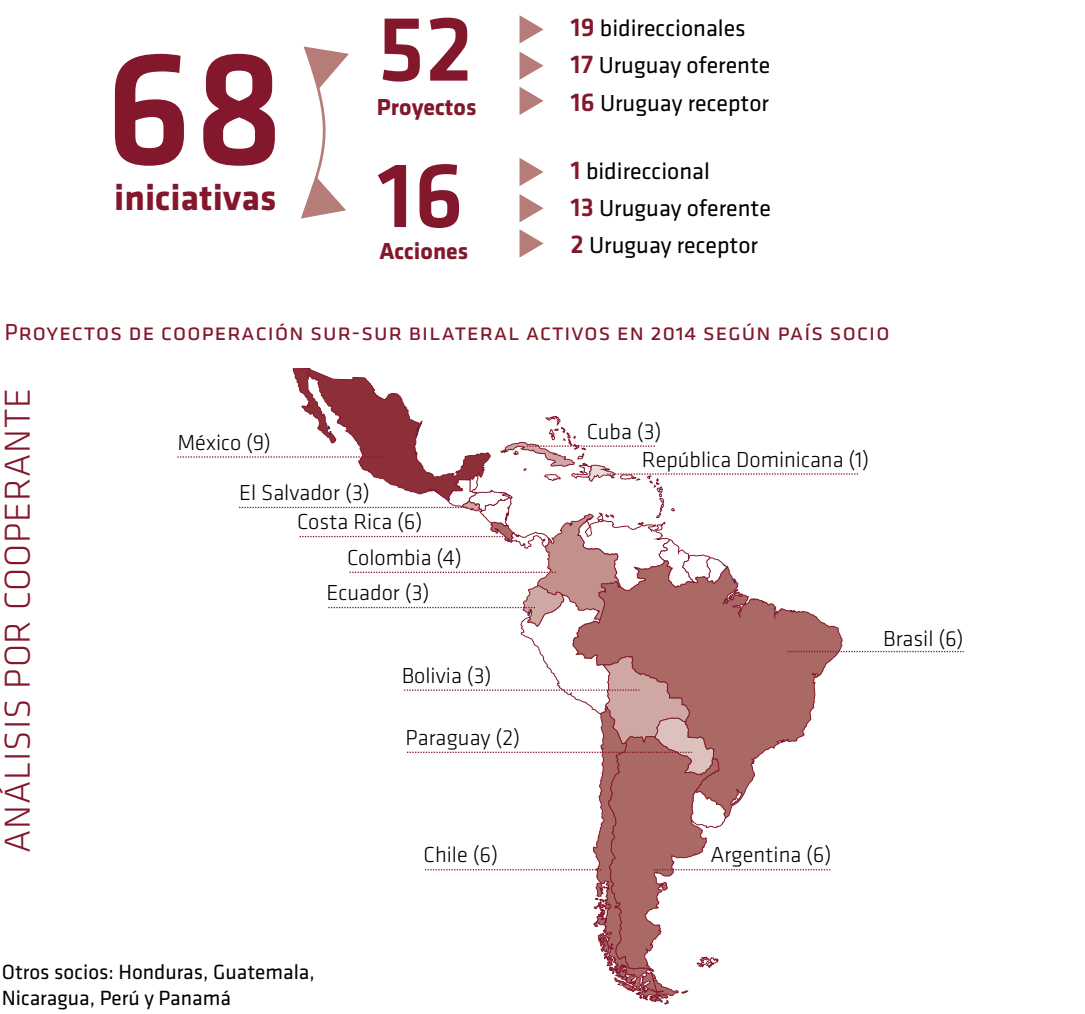 68
iniciativas
52
Proyectos
19 bidireccionales
17 Uruguay oferente
16 Uruguay receptor
16
Acciones
1 bidireccional
13 Uruguay oferente
2 Uruguay receptor
PROYECTOS DE COOPERACIÓN SUR-SUR BILATERAL ACTIVOS EN 2014 SEGÚN PAÍS SOCIO
ANÁLISIS POR COOPERANTE
México (9)
Cuba (3)
República Dominicana (1)
El Salvador (3)
Costa Rica (6)
Colombia (4)
Ecuador (3)
Brasil (6)
Bolivia (3)
Paraguay (2)
Chile (6)
Argentina (6)
Otros socios: Honduras, Guatemala,
Nicaragua, Perú y Panamá